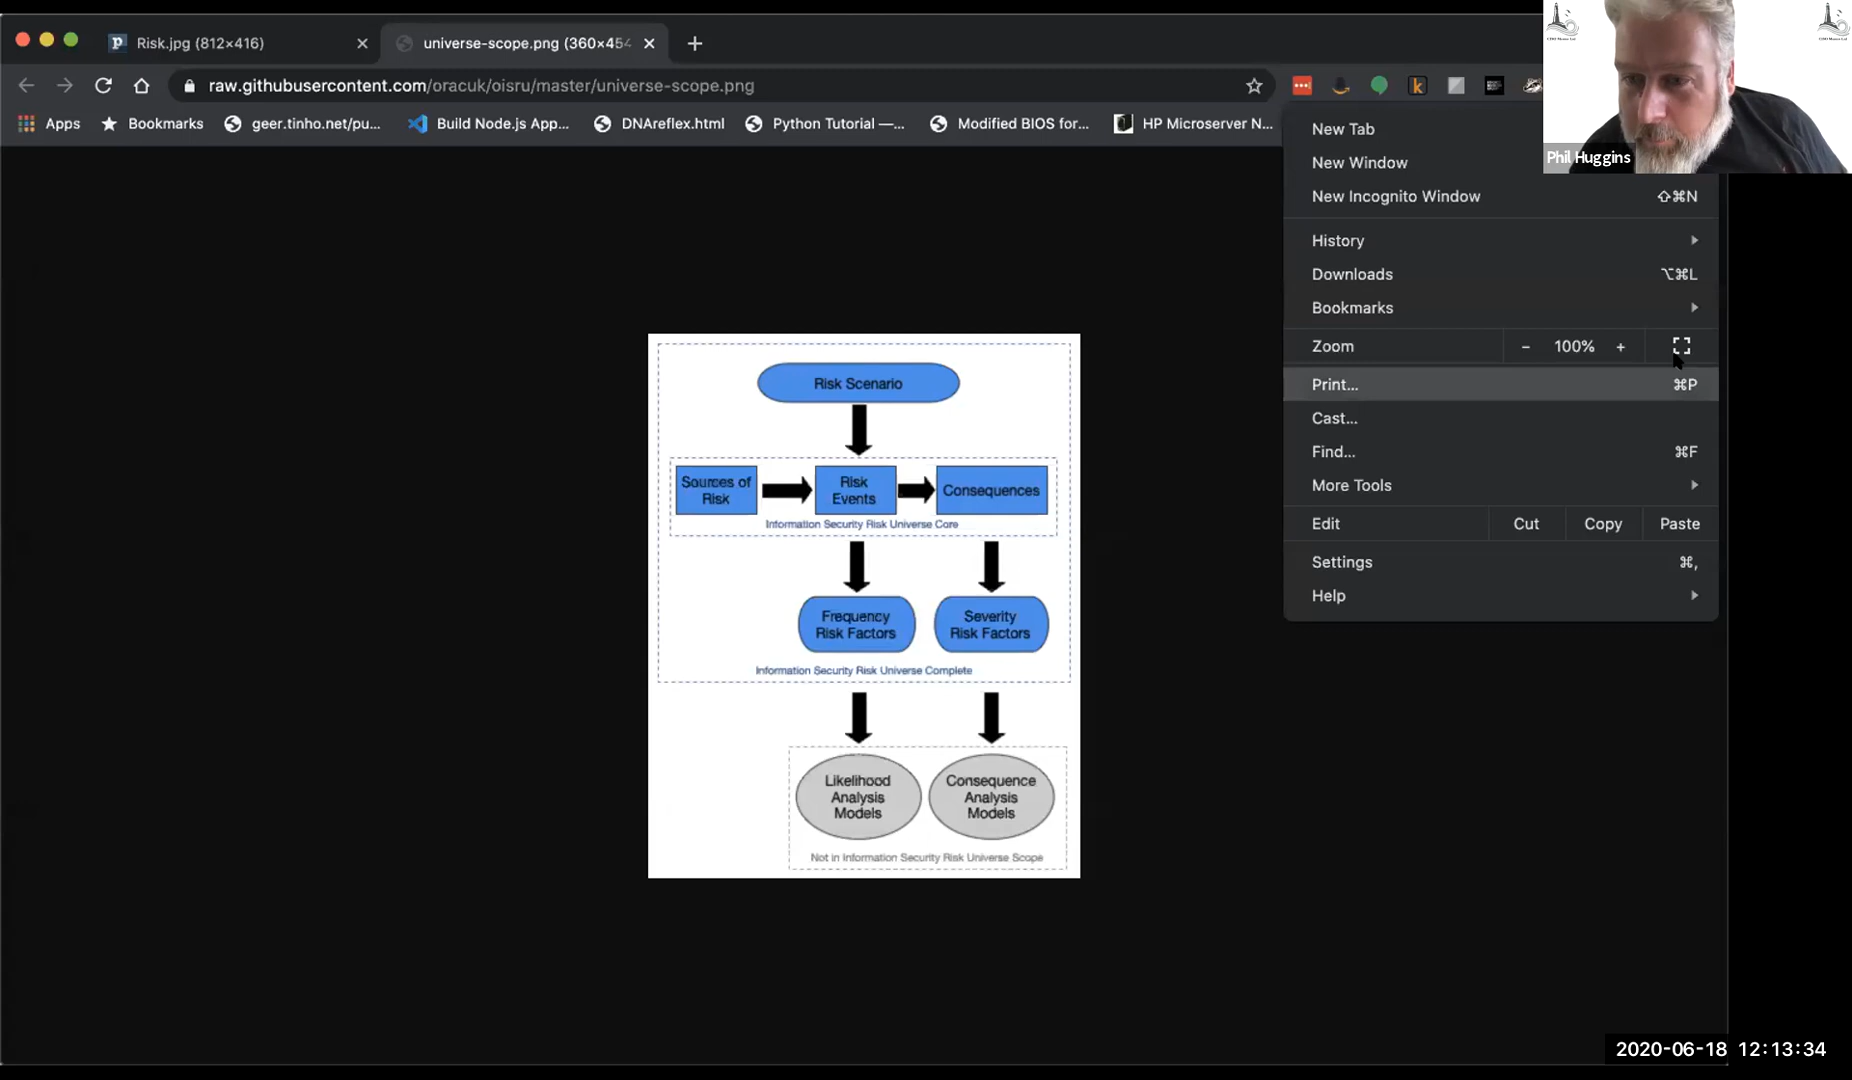 Risk.jpg (812×416)
universe-scope.png (360×454
raw.githubusercontent.com/oracuk/oisru/master/universe-scope.png
Apps
Bookmarks
geer.tinho.net/pu...
Build Node.js App...
DNAreflex.html
Python Tutorial —...
Modified BIOS for...
HP Microserver N...
Phil Huggins
New Tab
New Window
New Incognito Window ⇧⌘N
History
Downloads ⌥⌘L
Bookmarks
Zoom - 100% +
Print... ⌘P
Cast...
Find... ⌘F
More Tools
Edit Cut Copy Paste
Settings ⌘,
Help
Risk Scenario
Sources of
Risk
Risk
Events
Consequences
Information Security Risk Universe Core
Frequency
Risk Factors
Severity
Risk Factors
Information Security Risk Universe Complete
Likelihood
Analysis
Models
Consequence
Analysis
Models
Not in Information Security Risk Universe Scope
2020-06-18 12:13:34